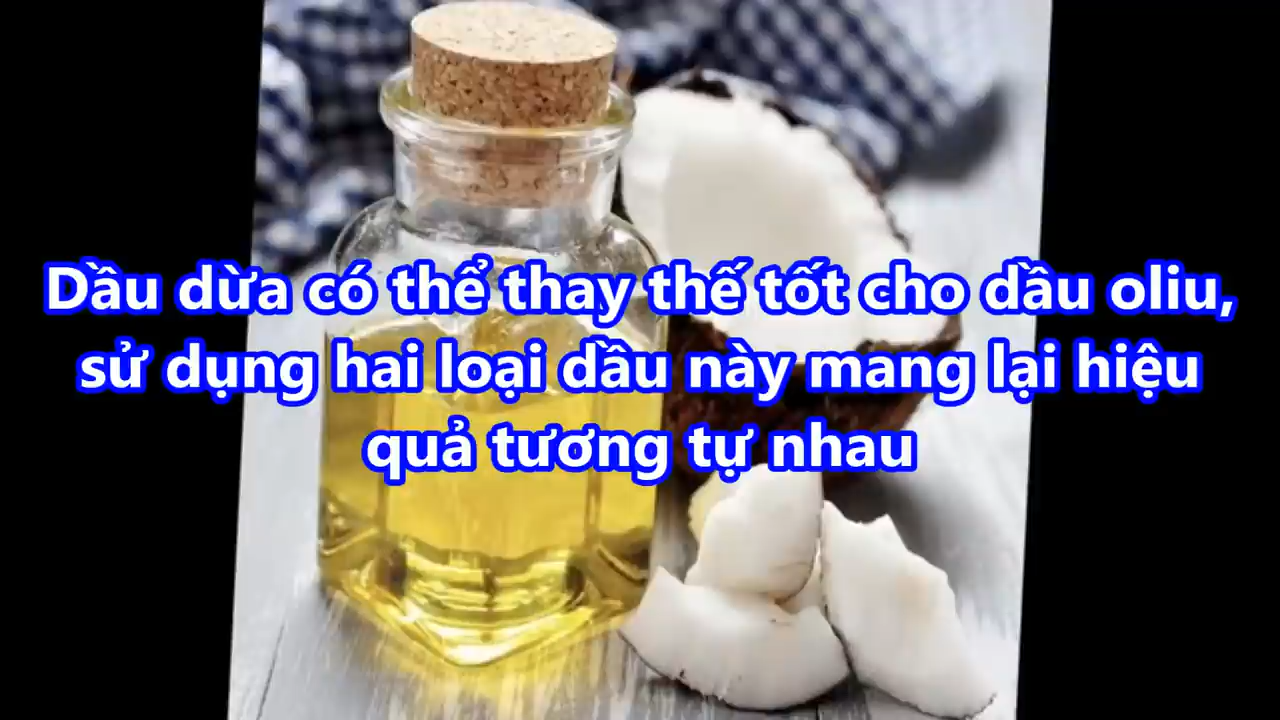 Dầu dừa có thể thay thế tốt cho dầu oliu,
sử dụng hai loại dầu này mang lại hiệu
quả tương tự nhau